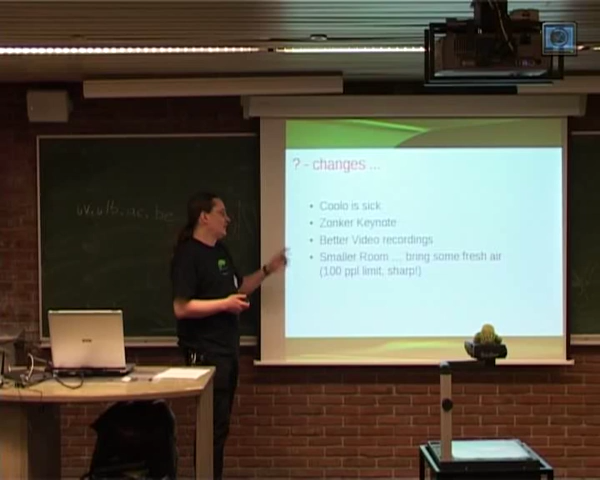 ? - changes ...
• Coolo is sick
• Zonker Keynote
• Better Video recordings
• Smaller Room .... bring some fresh air
(100 ppl limit, sharp!)